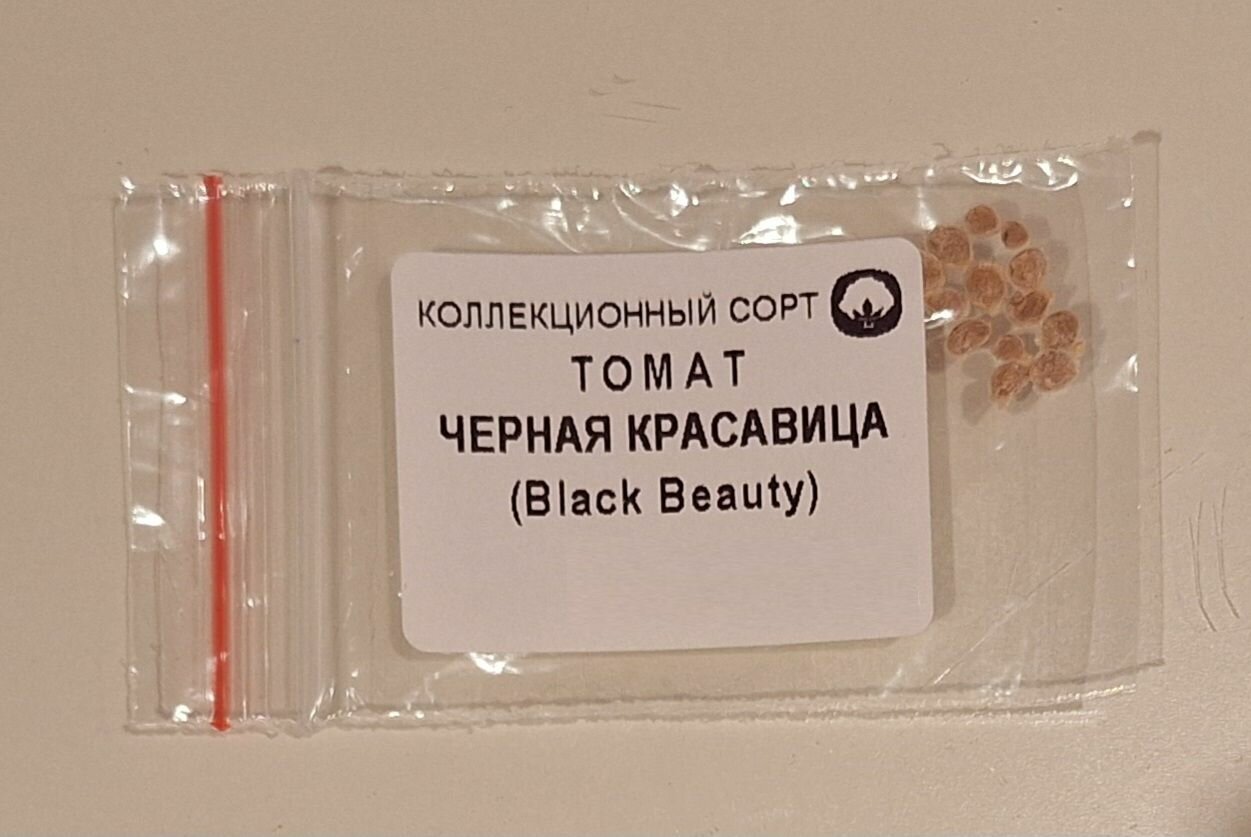 КОЛЛЕКЦИОННЫЙ СОРТ
ТОМАТ
ЧЕРНАЯ КРАСАВИЦА
(Black Beauty)